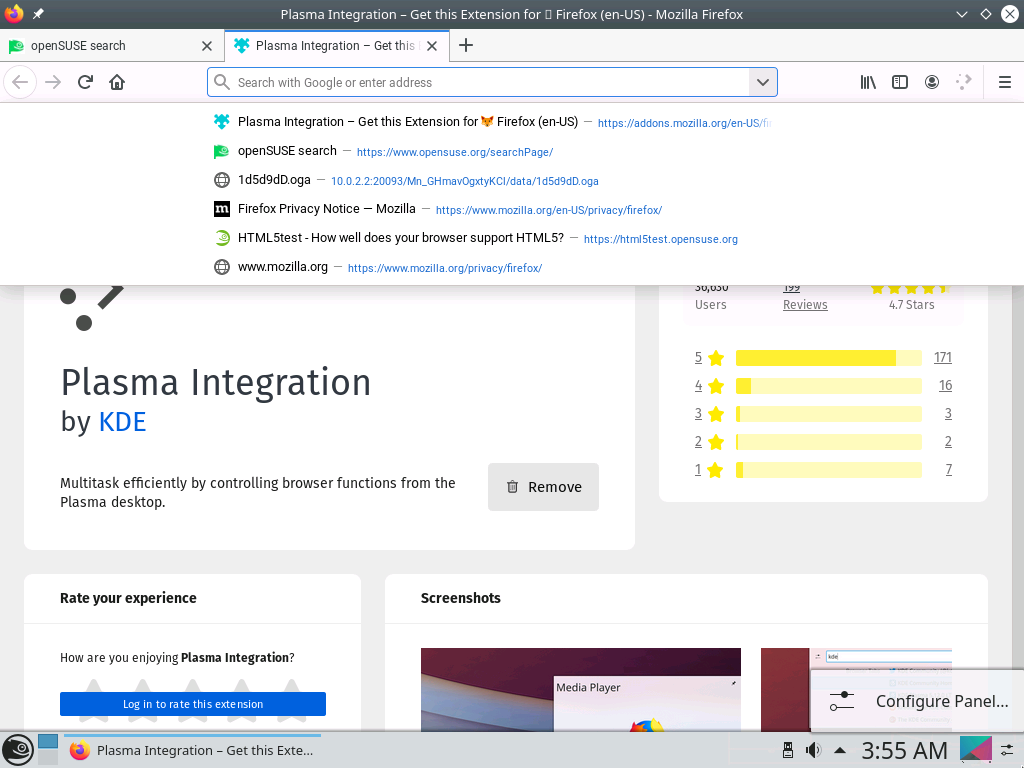 Plasma Integration – Get this Extension for 🦊 Firefox (en-US) - Mozilla Firefox
openSUSE search
Plasma Integration – Get this
Search with Google or enter address
Plasma Integration – Get this Extension for 🦊 Firefox (en-US) — https://addons.mozilla.org/en-US/fi
openSUSE search — https://www.opensuse.org/searchPage/
1d5d9dD.oga — 10.0.2.2:20093/Mn_GHmavOgxtyKCI/data/1d5d9dD.oga
Firefox Privacy Notice — Mozilla — https://www.mozilla.org/en-US/privacy/firefox/
HTML5test - How well does your browser support HTML5? — https://html5test.opensuse.org
www.mozilla.org — https://www.mozilla.org/privacy/firefox/
36,630 199
Users Reviews 4.7 Stars
5 171
4 16
3 3
2 2
1 7
Plasma Integration
by KDE
Multitask efficiently by controlling browser functions from the
Plasma desktop.
Remove
Rate your experience
How are you enjoying Plasma Integration?
Log in to rate this extension
Screenshots
Media Player
kde
Configure Panel...
Plasma Integration – Get this Exte...
3:55 AM